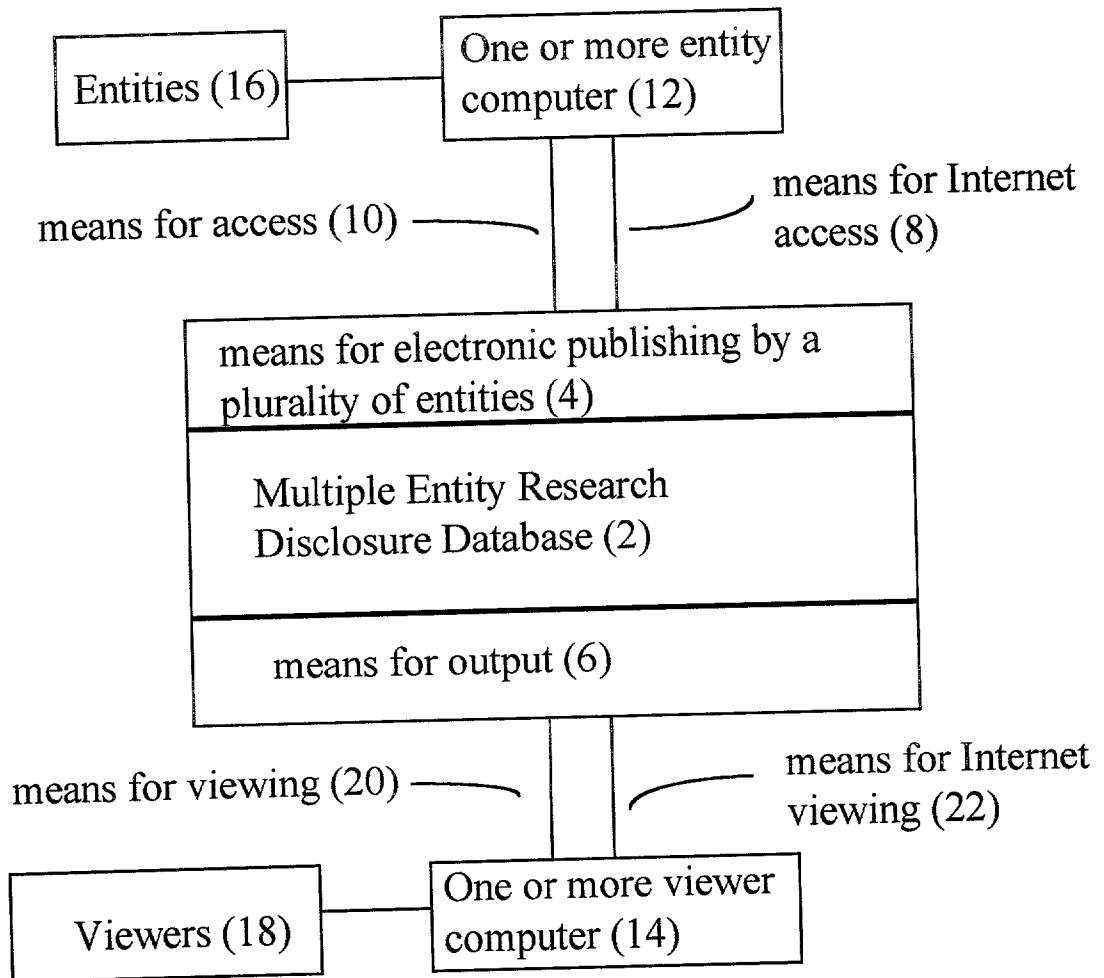 Entities (16)
One or more entity
computer (12)
means for access (10)
means for Internet
access (8)
means for electronic publishing by a
plurality of entities (4)
Multiple Entity Research
Disclosure Database (2)
means for output (6)
means for viewing (20)
means for Internet
viewing (22)
Viewers (18)
One or more viewer
computer (14)